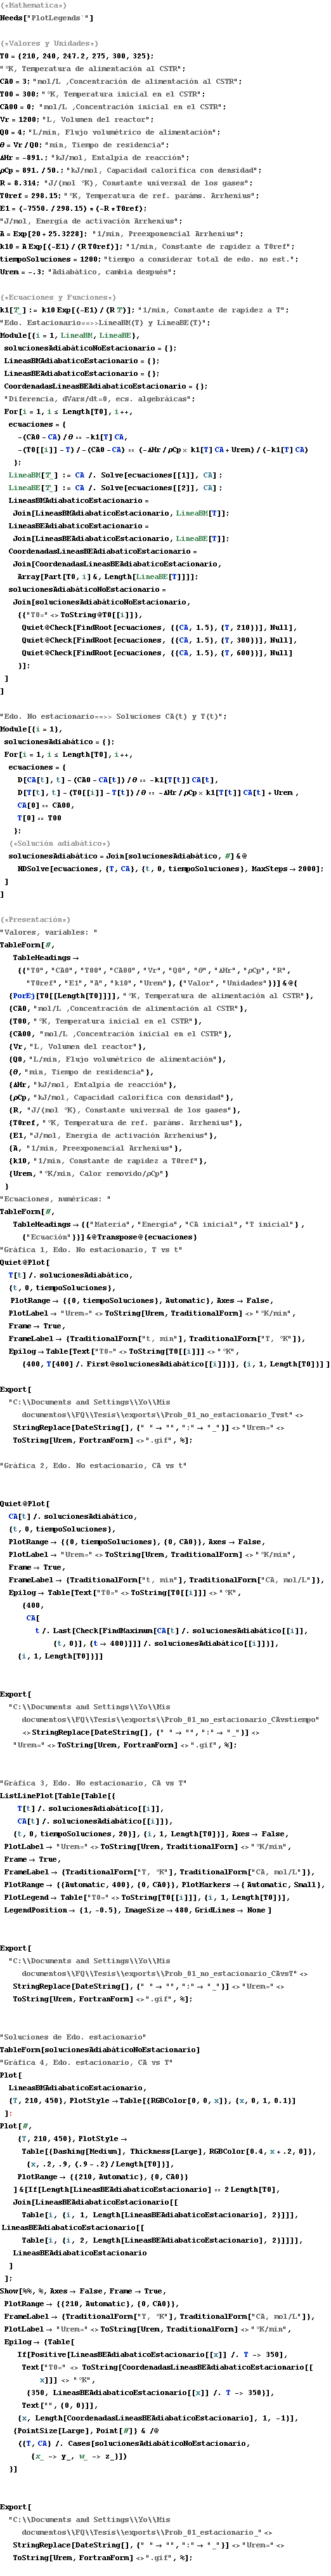 (*Mathematica*)
Needs["PlotLegends`"]
(*Valores y Unidades*)
T0 = {210, 240, 247.2, 275, 300, 325};
"°K, Temperatura de alimentación al CSTR";
CA0 = 3; "mol/L ,Concentración de alimentación al CSTR";
T00 = 300; "°K, Temperatura inicial en el CSTR";
CA00 = 0; "mol/L ,Concentración inicial en el CSTR";
Vr = 1200; "L, Volumen del reactor";
Q0 = 4; "L/min, Flujo volumétrico de alimentación";
θ = Vr / Q0; "min, Tiempo de residencia";
ΔHr = -891.; "kJ/mol, Entalpía de reacción";
ρCp = 891. / 50.; "kJ/mol, Capacidad calorífica con densidad";
R = 8.314; "J/(mol °K), Constante universal de los gases";
T0ref = 298.15; "°K, Temperatura de ref. paráms. Arrhenius";
E1 = (-7550. / 298.15) * (-R * T0ref);
"J/mol, Energía de activación Arrhenius";
A = Exp[20 + 25.3228]; "1/min, Preexponencial Arrhenius";
k10 = A Exp[(-E1) / (R T0ref)]; "1/min, Constante de rapidez a T0ref";
tiempoSoluciones = 1200; "tiempo a considerar total de edo. no est.";
Urem = -.3; "Adiabático, cambia después";
(*Ecuaciones y Funciones*)
k1[T_] := k10 Exp[(-E1) / (R T)]; "1/min, Constante de rapidez a T";
"Edo. Estacionario==>>LineaBM(T) y LineaBE(T)";
Module[{i = 1, LineaBM, LineaBE},
solucionesAdiabáticoNoEstacionario = {};
LineasBMAdiabaticoEstacionario = {};
LineasBEAdiabaticoEstacionario = {};
CoordenadasLineasBEAdiabaticoEstacionario = {};
"Diferencia, dVars/dt=0, ecs. algebráicas";
For[i = 1, i ≤ Length[T0], i++,
ecuaciones = {
-(CA0 - CA) / θ == -k1[T] CA,
-(T0[[i]] - T) / -(CA0 - CA) == (-ΔHr / ρCp × k1[T] CA + Urem) / (-k1[T] CA)
};
LineaBM[T_] := CA /. Solve[ecuaciones[[1]], CA];
LineaBE[T_] := CA /. Solve[ecuaciones[[2]], CA];
LineasBMAdiabaticoEstacionario =
Join[LineasBMAdiabaticoEstacionario, LineaBM[T]];
LineasBEAdiabaticoEstacionario =
Join[LineasBEAdiabaticoEstacionario, LineaBE[T]];
CoordenadasLineasBEAdiabaticoEstacionario =
Join[CoordenadasLineasBEAdiabaticoEstacionario,
Array[Part[T0, i] &, Length[LineaBE[T]]]];
solucionesAdiabáticoNoEstacionario =
Join[solucionesAdiabáticoNoEstacionario,
{{"T0=" <> ToString@T0[[i]]},
Quiet@Check[FindRoot[ecuaciones, {{CA, 1.5}, {T, 210}}], Null],
Quiet@Check[FindRoot[ecuaciones, {{CA, 1.5}, {T, 380}}], Null],
Quiet@Check[FindRoot[ecuaciones, {{CA, 1.5}, {T, 600}}], Null]
}];
]
]
"Edo. No estacionario==>> Soluciones CA(t) y T(t)";
Module[{i = 1},
solucionesAdiabático = {};
For[i = 1, i ≤ Length[T0], i++,
ecuaciones = {
D[CA[t], t] - (CA0 - CA[t]) / θ == -k1[T[t]] CA[t],
D[T[t], t] - (T0[[i]] - T[t]) / θ == -ΔHr / ρCp × k1[T[t]] CA[t] + Urem ,
CA[0] == CA00,
T[0] == T00
};
(*Solución adiabático*)
solucionesAdiabático = Join[solucionesAdiabático, #] &@
NDSolve[ecuaciones, {T, CA}, {t, 0, tiempoSoluciones}, MaxSteps → 2000];
]
]
(*Presentación*)
"Valores, variables: "
TableForm[#,
TableHeadings →
{{"T0", "CA0", "T00", "CA00", "Vr", "Q0", "θ", "ΔHr", "ρCp", "R",
"T0ref", "E1", "A", "k10", "Urem"}, {"Valor", "Unidades"}}] &@{
{PorEj[T0[[Length[T0]]]], "°K, Temperatura de alimentación al CSTR"},
{CA0, "mol/L ,Concentración de alimentación al CSTR"},
{T00, "°K, Temperatura inicial en el CSTR"},
{CA00, "mol/L ,Concentración inicial en el CSTR"},
{Vr, "L, Volumen del reactor"},
{Q0, "L/min, Flujo volumétrico de alimentación"},
{θ, "min, Tiempo de residencia"},
{ΔHr, "kJ/mol, Entalpía de reacción"},
{ρCp, "kJ/mol, Capacidad calorífica con densidad"},
{R, "J/(mol °K), Constante universal de los gases"},
{T0ref, "°K, Temperatura de ref. paráms. Arrhenius"},
{E1, "J/mol, Energía de activación Arrhenius"},
{A, "1/min, Preexponencial Arrhenius"},
{k10, "1/min, Constante de rapidez a T0ref"},
{Urem, "°K/min, Calor removido/ρCp"}
}
"Ecuaciones, numéricas: "
TableForm[#,
TableHeadings → {{"Materia", "Energía", "CA inicial", "T inicial"} ,
{"Ecuación"}}] &@Transpose@{ecuaciones}
"Gráfica 1, Edo. No estacionario, T vs t"
Quiet@Plot[
T[t] /. solucionesAdiabático,
{t, 0, tiempoSoluciones},
PlotRange → {{0, tiempoSoluciones}, Automatic}, Axes → False,
PlotLabel → "Urem=" <> ToString[Urem, TraditionalForm] <> "°K/min",
Frame → True,
FrameLabel → {TraditionalForm["t, min"], TraditionalForm["T, °K"]},
Epilog → Table[Text["T0=" <> ToString[T0[[i]]] <> "°K",
{400, T[400] /. First@solucionesAdiabático[[i]]}], {i, 1, Length[T0]}] ]
Export[
"C:\\Documents and Settings\\Yo\\Mis
documentos\\FQ\\Tesis\\exports\\Prob_01_no_estacionario_Tvst" <>
StringReplace[DateString[], {" " → "", ":" → "_"}] <> "Urem=" <>
ToString[Urem, FortranForm] <> ".gif", %];
"Gráfica 2, Edo. No estacionario, CA vs t"
Quiet@Plot[
CA[t] /. solucionesAdiabático,
{t, 0, tiempoSoluciones},
PlotRange → {{0, tiempoSoluciones}, {0, CA0}}, Axes → False,
PlotLabel → "Urem=" <> ToString[Urem, TraditionalForm] <> "°K/min",
Frame → True,
FrameLabel → {TraditionalForm["t, min"], TraditionalForm["CA, mol/L"]},
Epilog → Table[Text["T0=" <> ToString[T0[[i]]] <> "°K",
{400,
CA[
t /. Last[Check[FindMaximum[CA[t] /. solucionesAdiabático[[i]],
{t, 0}], {t → 400}]]] /. solucionesAdiabático[[i]]}],
{i, 1, Length[T0]}]]
Export[
"C:\\Documents and Settings\\Yo\\Mis
documentos\\FQ\\Tesis\\exports\\Prob_01_no_estacionario_CAvstiempo"
<> StringReplace[DateString[], {" " → "", ":" → "_"}] <>
"Urem=" <> ToString[Urem, FortranForm] <> ".gif", %];
"Gráfica 3, Edo. No estacionario, CA vs T"
ListLinePlot[Table[Table[{
T[t] /. solucionesAdiabático[[i]],
CA[t] /. solucionesAdiabático[[i]]},
{t, 0, tiempoSoluciones, 20}], {i, 1, Length[T0]}], Axes → False,
PlotLabel → "Urem=" <> ToString[Urem, TraditionalForm] <> "°K/min",
Frame → True,
FrameLabel → {TraditionalForm["T, °K"], TraditionalForm["CA, mol/L"]},
PlotRange → {{Automatic, 400}, {0, CA0}}, PlotMarkers → {Automatic, Small},
PlotLegend → Table["T0=" <> ToString[T0[[i]]], {i, 1, Length[T0]}],
LegendPosition → {1, -0.5}, ImageSize → 480, GridLines → None ]
Export[
"C:\\Documents and Settings\\Yo\\Mis
documentos\\FQ\\Tesis\\exports\\Prob_01_no_estacionario_CAvsT" <>
StringReplace[DateString[], {" " → "", ":" → "_"}] <> "Urem=" <>
ToString[Urem, FortranForm] <> ".gif", %];
"Soluciones de Edo. estacionario"
TableForm[solucionesAdiabáticoNoEstacionario]
"Gráfica 4, Edo. estacionario, CA vs T"
Plot[
LineasBMAdiabaticoEstacionario,
{T, 210, 450}, PlotStyle → Table[{RGBColor[0, 0, x]}, {x, 0, 1, 0.1}]
];
Plot[#,
{T, 210, 450}, PlotStyle →
Table[{Dashing[Medium], Thickness[Large], RGBColor[0.4, x + .2, 0]},
{x, .2, .9, (.9 - .2) / Length[T0]}],
PlotRange → {{210, Automatic}, {0, CA0}}
] &[If[Length[LineasBEAdiabaticoEstacionario] == 2 Length[T0],
Join[LineasBEAdiabaticoEstacionario[[
Table[i, {i, 1, Length[LineasBEAdiabaticoEstacionario], 2}]]],
LineasBEAdiabaticoEstacionario[[
Table[i, {i, 2, Length[LineasBEAdiabaticoEstacionario], 2}]]]],
LineasBEAdiabaticoEstacionario
]
];
Show[%%, %, Axes → False, Frame → True,
PlotRange → {{210, Automatic}, {0, CA0}},
FrameLabel → {TraditionalForm["T, °K"], TraditionalForm["CA, mol/L"]},
PlotLabel → "Urem=" <> ToString[Urem, TraditionalForm] <> "°K/min",
Epilog → {Table[
If[Positive[LineasBEAdiabaticoEstacionario[[x]] /. T -> 350],
Text["T0=" <> ToString[CoordenadasLineasBEAdiabaticoEstacionario[[
x]]] <> "°K",
{350, LineasBEAdiabaticoEstacionario[[x]] /. T -> 350}],
Text["", {0, 0}]],
{x, Length[CoordenadasLineasBEAdiabaticoEstacionario], 1, -1}],
{PointSize[Large], Point[#]} & /@
({T, CA} /. Cases[solucionesAdiabáticoNoEstacionario,
{x_ -> y_, w_ -> z_}])
}]
Export[
"C:\\Documents and Settings\\Yo\\Mis
documentos\\FQ\\Tesis\\exports\\Prob_01_estacionario_" <>
StringReplace[DateString[], {" " → "", ":" → "_"}] <> "Urem=" <>
ToString[Urem, FortranForm] <> ".gif", %];